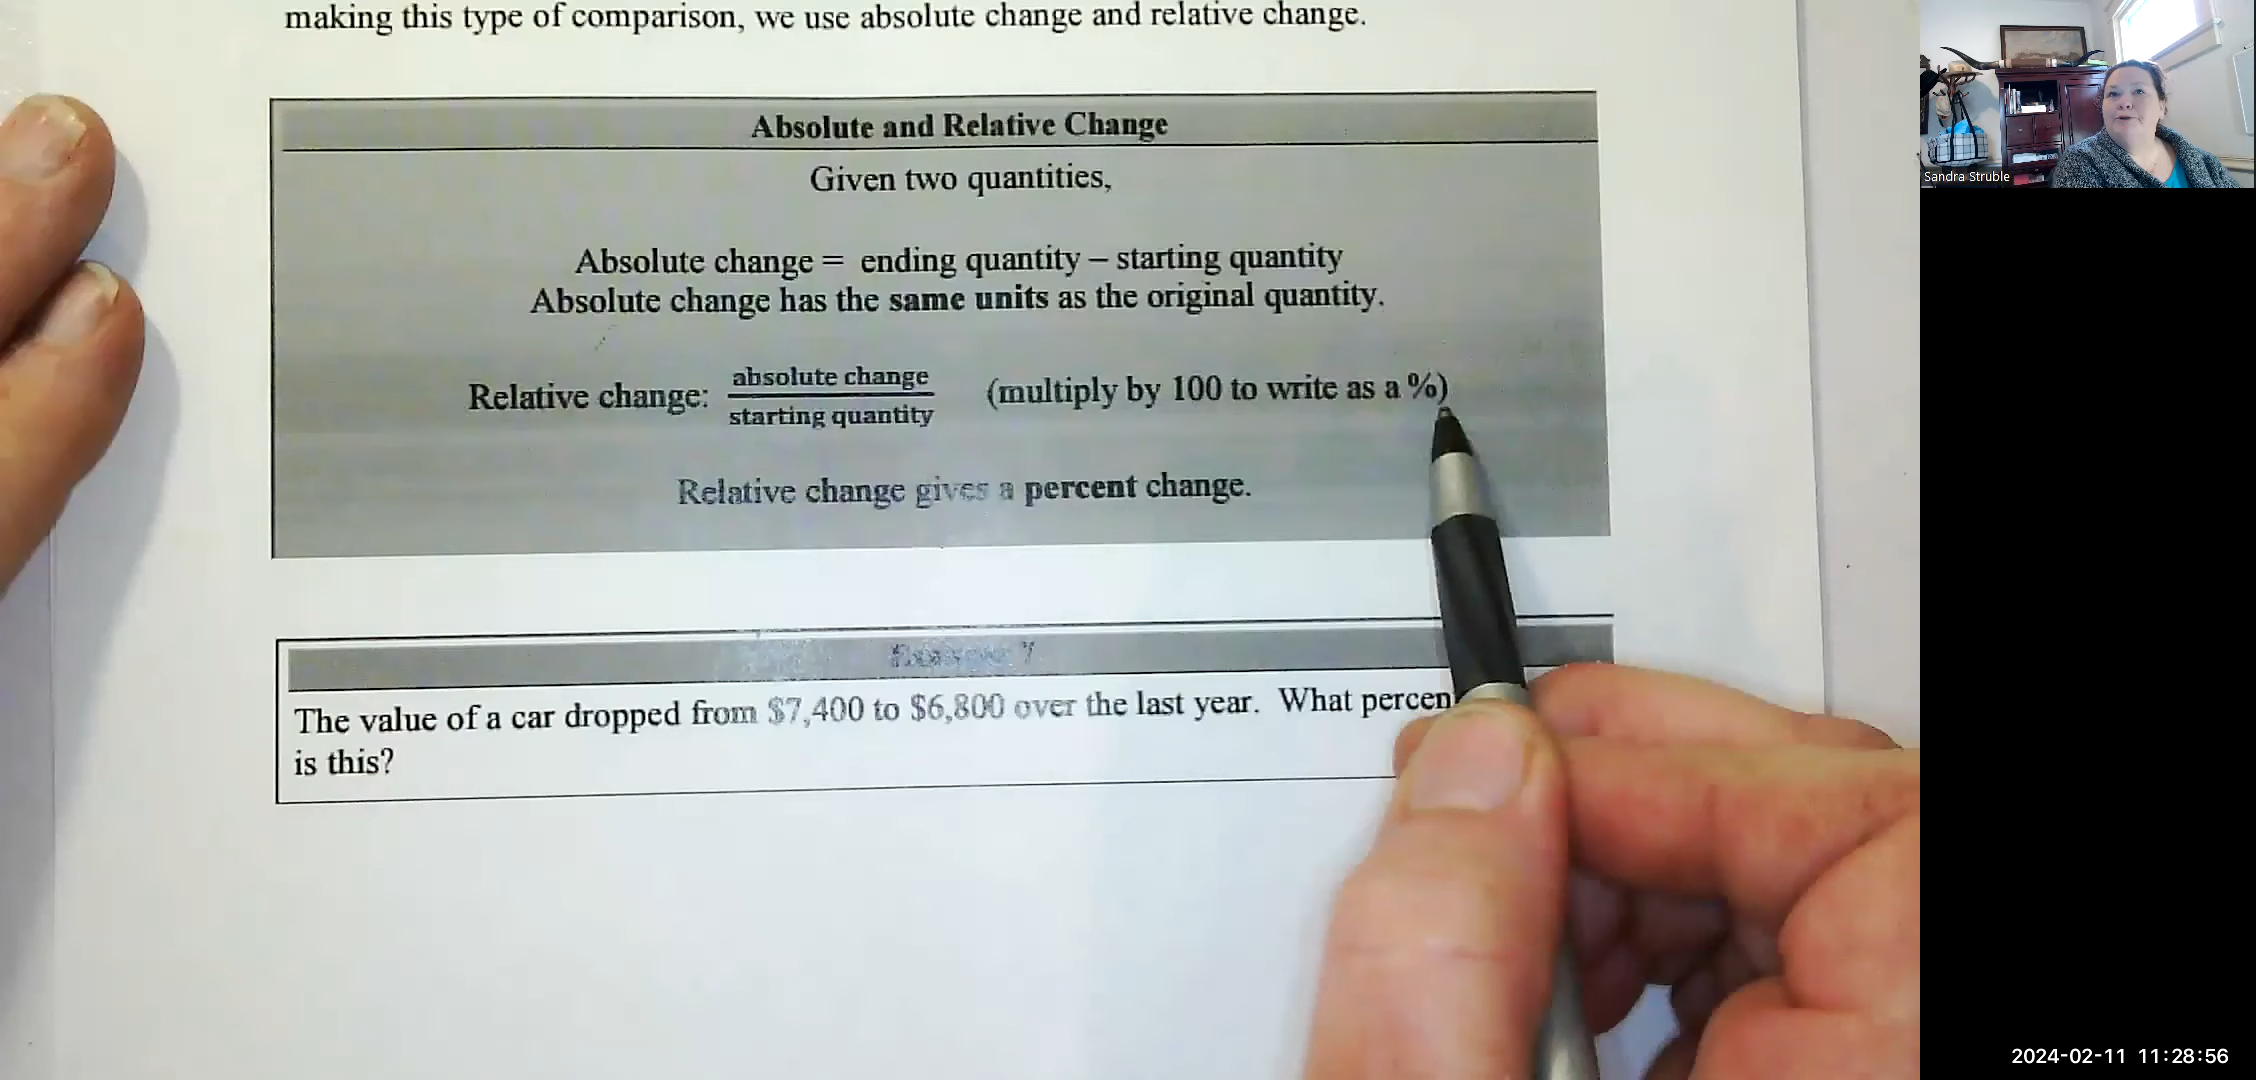 making this type of comparison, we use absolute change and relative change.
Absolute and Relative Change
Given two quantities,
Absolute change = ending quantity – starting quantity
Absolute change has the same units as the original quantity.
Relative change: absolute change / starting quantity (multiply by 100 to write as a %)
Relative change gives a percent change.
Example 7
The value of a car dropped from $7,400 to $6,800 over the last year. What percen
is this?
Sandra Struble
2024-02-11 11:28:56